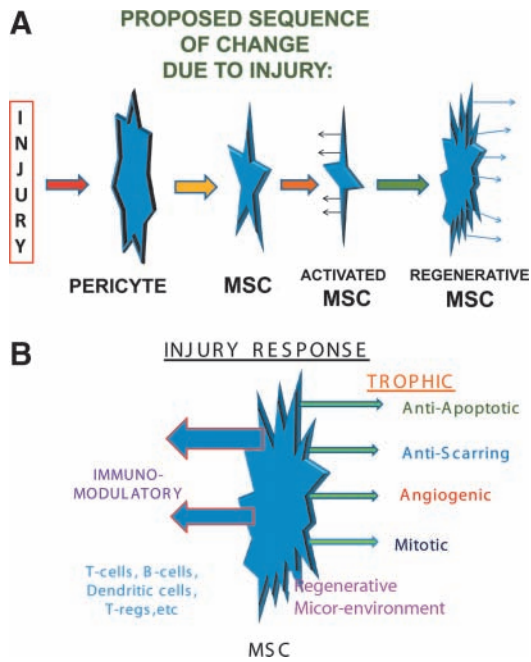 A
PROPOSED SEQUENCE
OF CHANGE
DUE TO INJURY:
INJURY
PERICYTE
MSC
ACTIVATED
MSC
REGENERATIVE
MSC
B
INJURY RESPONSE
TROPHIC
Anti-Apoptotic
Anti-Scarring
Angiogenic
Mitotic
IMMUNO-
MODULATORY
T-cells, B-cells,
Dendritic cells,
T-regs,etc
Regenerative
Micor-environment
MSC